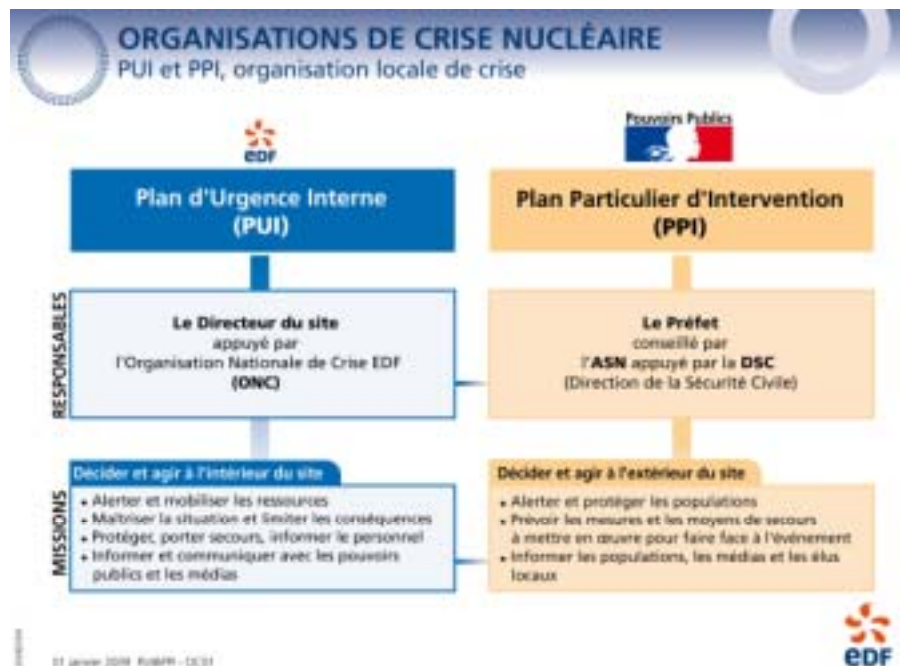 ORGANISATIONS DE CRISE NUCLÉAIRE
PUI et PPI, organisation locale de crise
EDF
Pouvoirs Publics
Plan d'Urgence Interne
(PUI)
Plan Particulier d'Intervention
(PPI)
RESPONSABLES
Le Directeur du site
appuyé par
l'Organisation Nationale de Crise EDF
(ONC)
Le Préfet
conseillé par
l'ASN appuyé par la DSC
(Direction de la Sécurité Civile)
MISSIONS
Décider et agir à l'intérieur du site
• Alerter et mobiliser les ressources
• Maîtriser la situation et limiter les conséquences
• Protéger, porter secours, informer le personnel
• Informer et communiquer avec les pouvoirs
publics et les médias
Décider et agir à l'extérieur du site
• Alerter et protéger les populations
• Prévoir les mesures et les moyens de secours
à mettre en œuvre pour faire face à l'événement
• Informer les populations, les médias et les élus
locaux
janvier
EDF